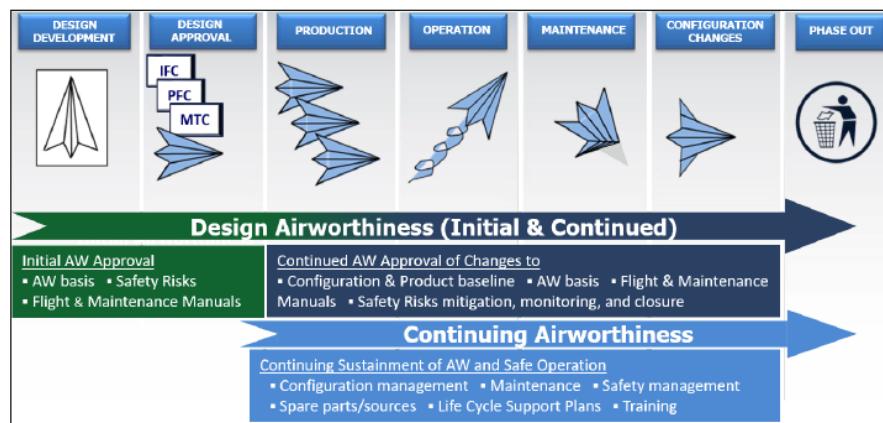 DESIGN
DEVELOPMENT
DESIGN
APPROVAL
PRODUCTION
OPERATION
MAINTENANCE
CONFIGURATION
CHANGES
PHASE OUT
IFC
PFC
MTC
Design Airworthiness (Initial & Continued)
Initial AW Approval
▪ AW basis ▪ Safety Risks
▪ Flight & Maintenance Manuals
Continued AW Approval of Changes to
▪ Configuration & Product baseline ▪ AW basis ▪ Flight & Maintenance
Manuals ▪ Safety Risks mitigation, monitoring, and closure
Continuing Airworthiness
Continuing Sustainment of AW and Safe Operation
▪ Configuration management ▪ Maintenance ▪ Safety management
▪ Spare parts/sources ▪ Life Cycle Support Plans ▪ Training